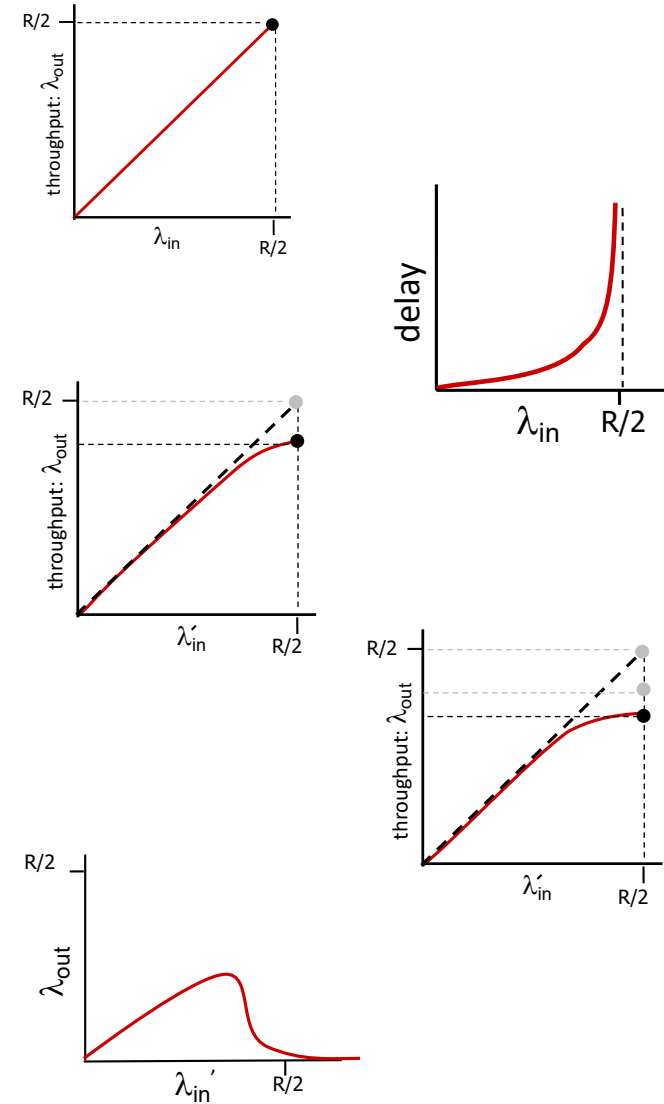 R/2
throughput: λout
λin
R/2
delay
λin
R/2
R/2
throughput: λout
λ´in
R/2
R/2
throughput: λout
λ´in
R/2
R/2
λout
λin'
R/2